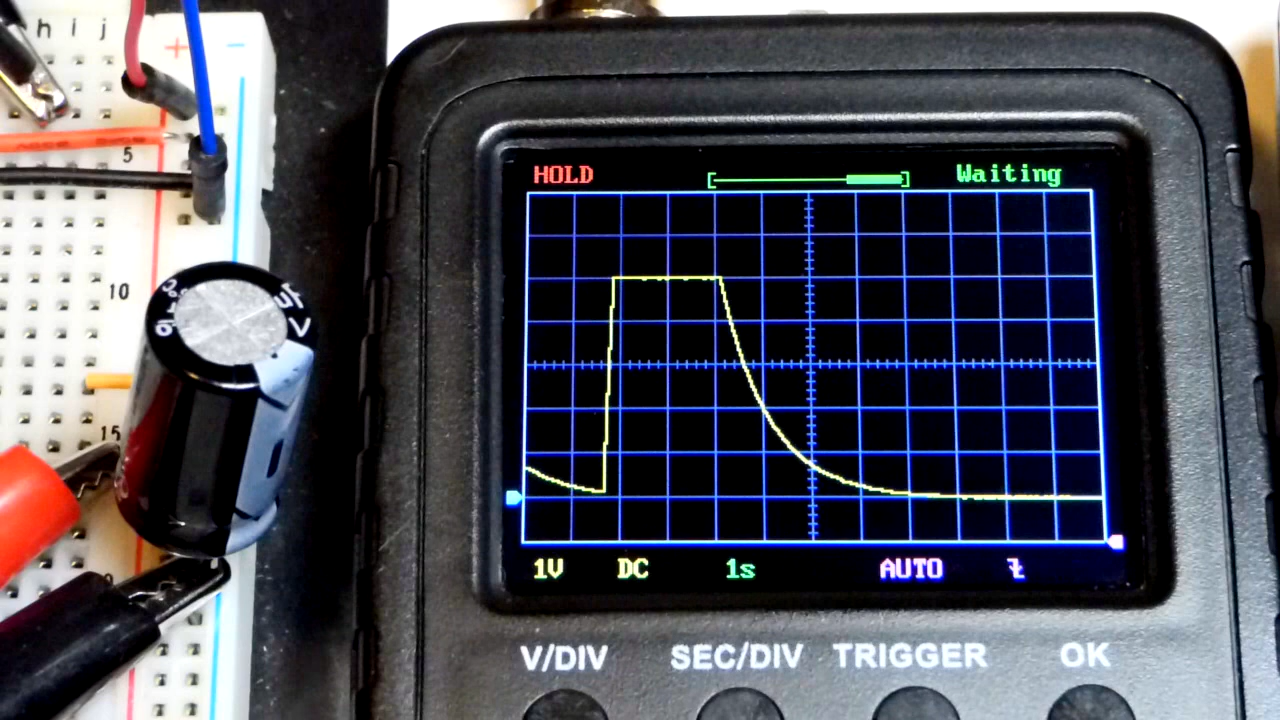 h i j
+ −
5
10
15
HOLD
Waiting
1V DC 1s AUTO
V/DIV SEC/DIV TRIGGER OK